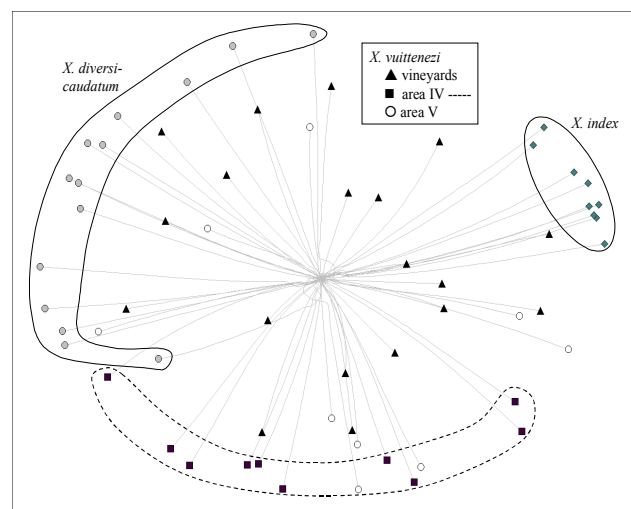 X. diversi-
caudatum
X. vuittenezi
vineyards
area IV -----
area V
X. index